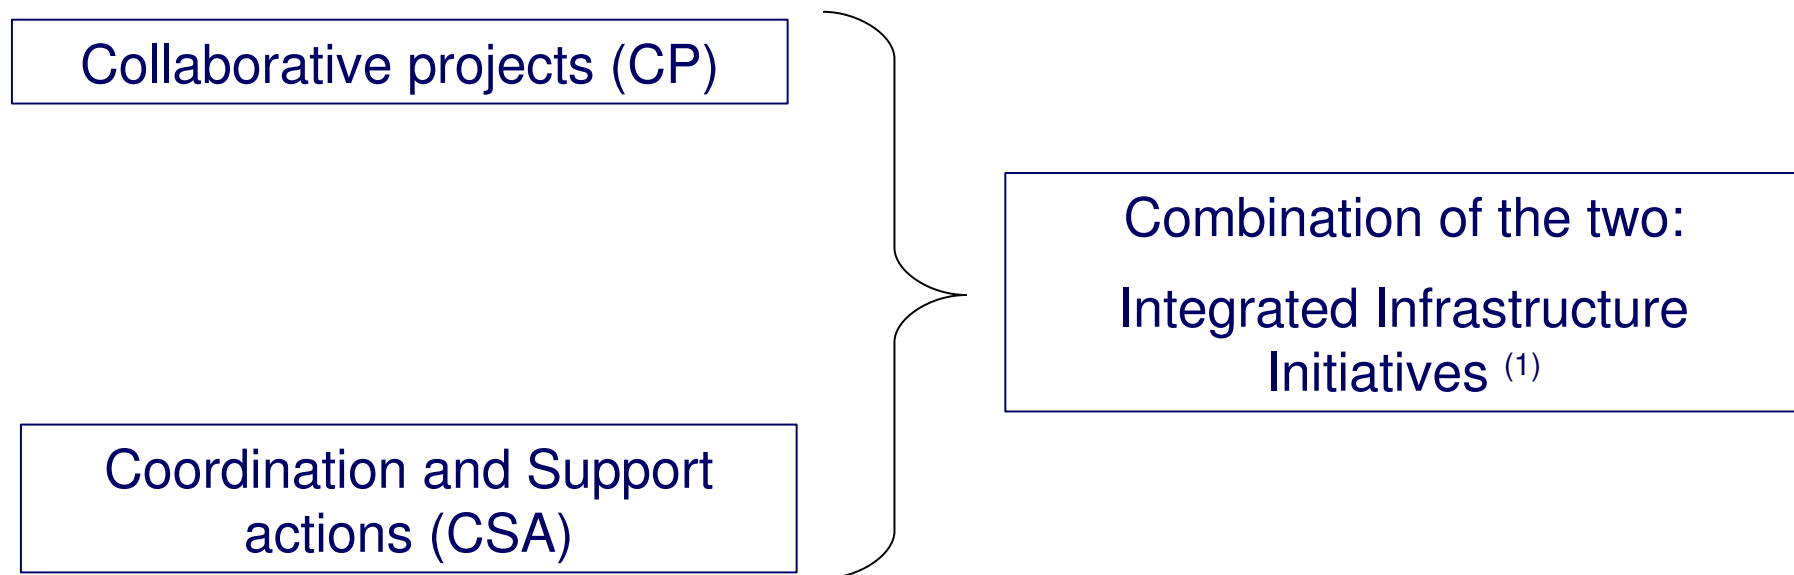 Collaborative projects (CP)
Combination of the two:
Integrated Infrastructure
Initiatives (1)
Coordination and Support
actions (CSA)